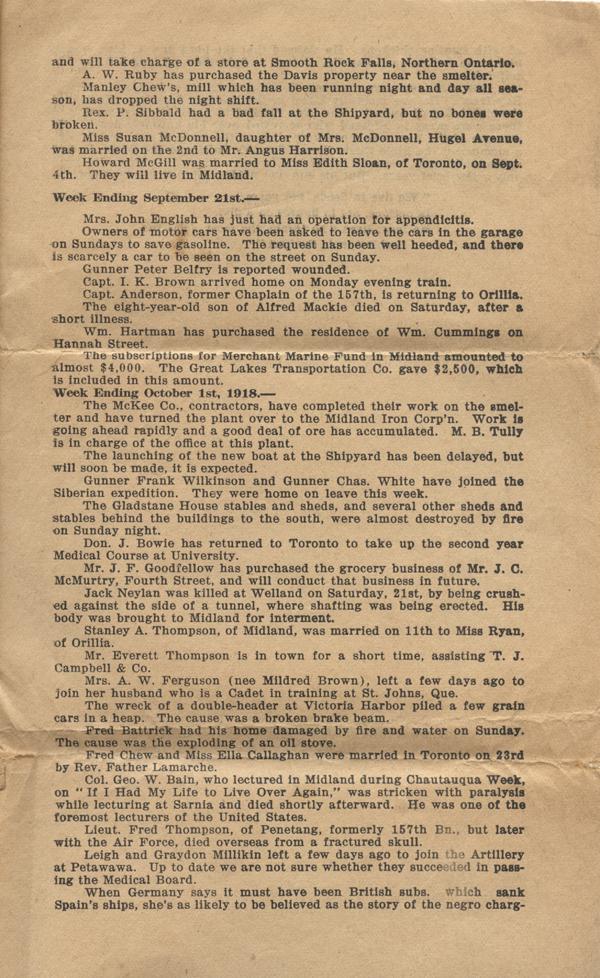 and will take charge of a store at Smooth Rock Falls, Northern Ontario.
A. W. Ruby has purchased the Davis property near the smelter.
Manley Chew's, mill which has been running night and day all sea-
son, has dropped the night shift.
Rex. P. Sibbald had a bad fall at the Shipyard, but no bones were
broken.
Miss Susan McDonnell, daughter of Mrs. McDonnell, Hugel Avenue,
was married on the 2nd to Mr. Angus Harrison.
Howard McGill was married to Miss Edith Sloan, of Toronto, on Sept.
4th. They will live in Midland.
Week Ending September 21st.—
Mrs. John English has just had an operation for appendicitis.
Owners of motor cars have been asked to leave the cars in the garage
on Sundays to save gasoline. The request has been well heeded, and there
is scarcely a car to be seen on the street on Sunday.
Gunner Peter Belfry is reported wounded.
Capt. I. K. Brown arrived home on Monday evening train.
Capt. Anderson, former Chaplain of the 157th, is returning to Orillia.
The eight-year-old son of Alfred Mackie died on Saturday, after a
short illness.
Wm. Hartman has purchased the residence of Wm. Cummings on
Hannah Street.
The subscriptions for Merchant Marine Fund in Midland amounted to
almost $4,000. The Great Lakes Transportation Co. gave $2,500, which
is included in this amount.
Week Ending October 1st, 1918.—
The McKee Co., contractors, have completed their work on the smel-
ter and have turned the plant over to the Midland Iron Corp'n. Work is
going ahead rapidly and a good deal of ore has accumulated. M. B. Tully
is in charge of the office at this plant.
The launching of the new boat at the Shipyard has been delayed, but
will soon be made, it is expected.
Gunner Frank Wilkinson and Gunner Chas. White have joined the
Siberian expedition. They were home on leave this week.
The Gladstane House stables and sheds, and several other sheds and
stables behind the buildings to the south, were almost destroyed by fire
on Sunday night.
Don. J. Bowie has returned to Toronto to take up the second year
Medical Course at University.
Mr. J. F. Goodfellow has purchased the grocery business of Mr. J. C.
McMurtry, Fourth Street, and will conduct that business in future.
Jack Neylan was killed at Welland on Saturday, 21st, by being crush-
ed against the side of a tunnel, where shafting was being erected. His
body was brought to Midland for interment.
Stanley A. Thompson, of Midland, was married on 11th to Miss Ryan,
of Orillia.
Mr. Everett Thompson is in town for a short time, assisting T. J.
Campbell & Co.
Mrs. A. W. Ferguson (nee Mildred Brown), left a few days ago to
join her husband who is a Cadet in training at St. Johns, Que.
The wreck of a double-header at Victoria Harbor piled a few grain
cars in a heap. The cause was a broken brake beam.
Fred Battrick had his home damaged by fire and water on Sunday.
The cause was the exploding of an oil stove.
Fred Chew and Miss Ella Callaghan were married in Toronto on 23rd
by Rev. Father Lamarche.
Col. Geo. W. Bain, who lectured in Midland during Chautauqua Week,
on " If I Had My Life to Live Over Again," was stricken with paralysis
while lecturing at Sarnia and died shortly afterward. He was one of the
foremost lecturers of the United States.
Lieut. Fred Thompson, of Penetang, formerly 157th Bn., but later
with the Air Force, died overseas from a fractured skull.
Leigh and Graydon Millikin left a few days ago to join the Artillery
at Petawawa. Up to date we are not sure whether they succeeded in pass-
ing the Medical Board.
When Germany says it must have been British subs. which sank
Spain's ships, she's as likely to be believed as the story of the negro charg-